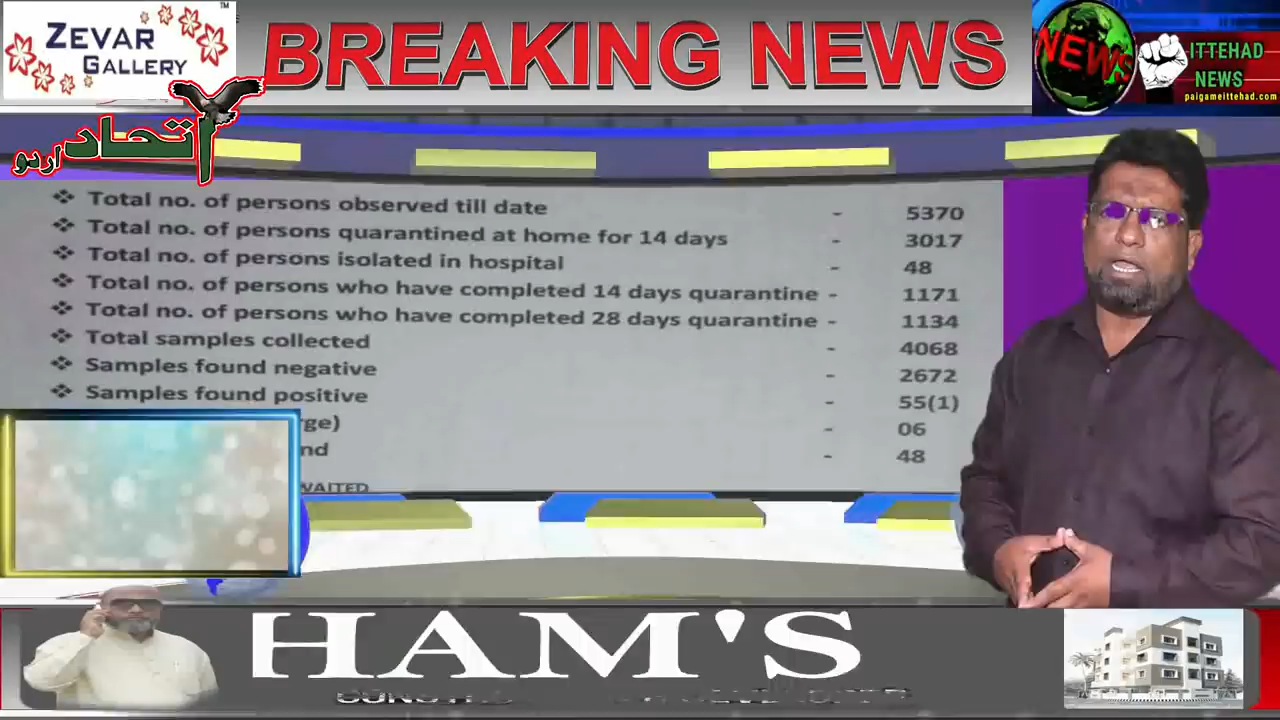 ZEVAR
GALLERY
TM
BREAKING NEWS
NEWS
ITTEHAD
NEWS
paigameittehad.com
اتحاد
اردو
❖ Total no. of persons observed till date - 5370
❖ Total no. of persons quarantined at home for 14 days - 3017
❖ Total no. of persons isolated in hospital - 48
❖ Total no. of persons who have completed 14 days quarantine - 1171
❖ Total no. of persons who have completed 28 days quarantine - 1134
❖ Total samples collected - 4068
❖ Samples found negative - 2672
❖ Samples found positive - 55(1)
rge) - 06
nd - 48
WAITED
HAM'S